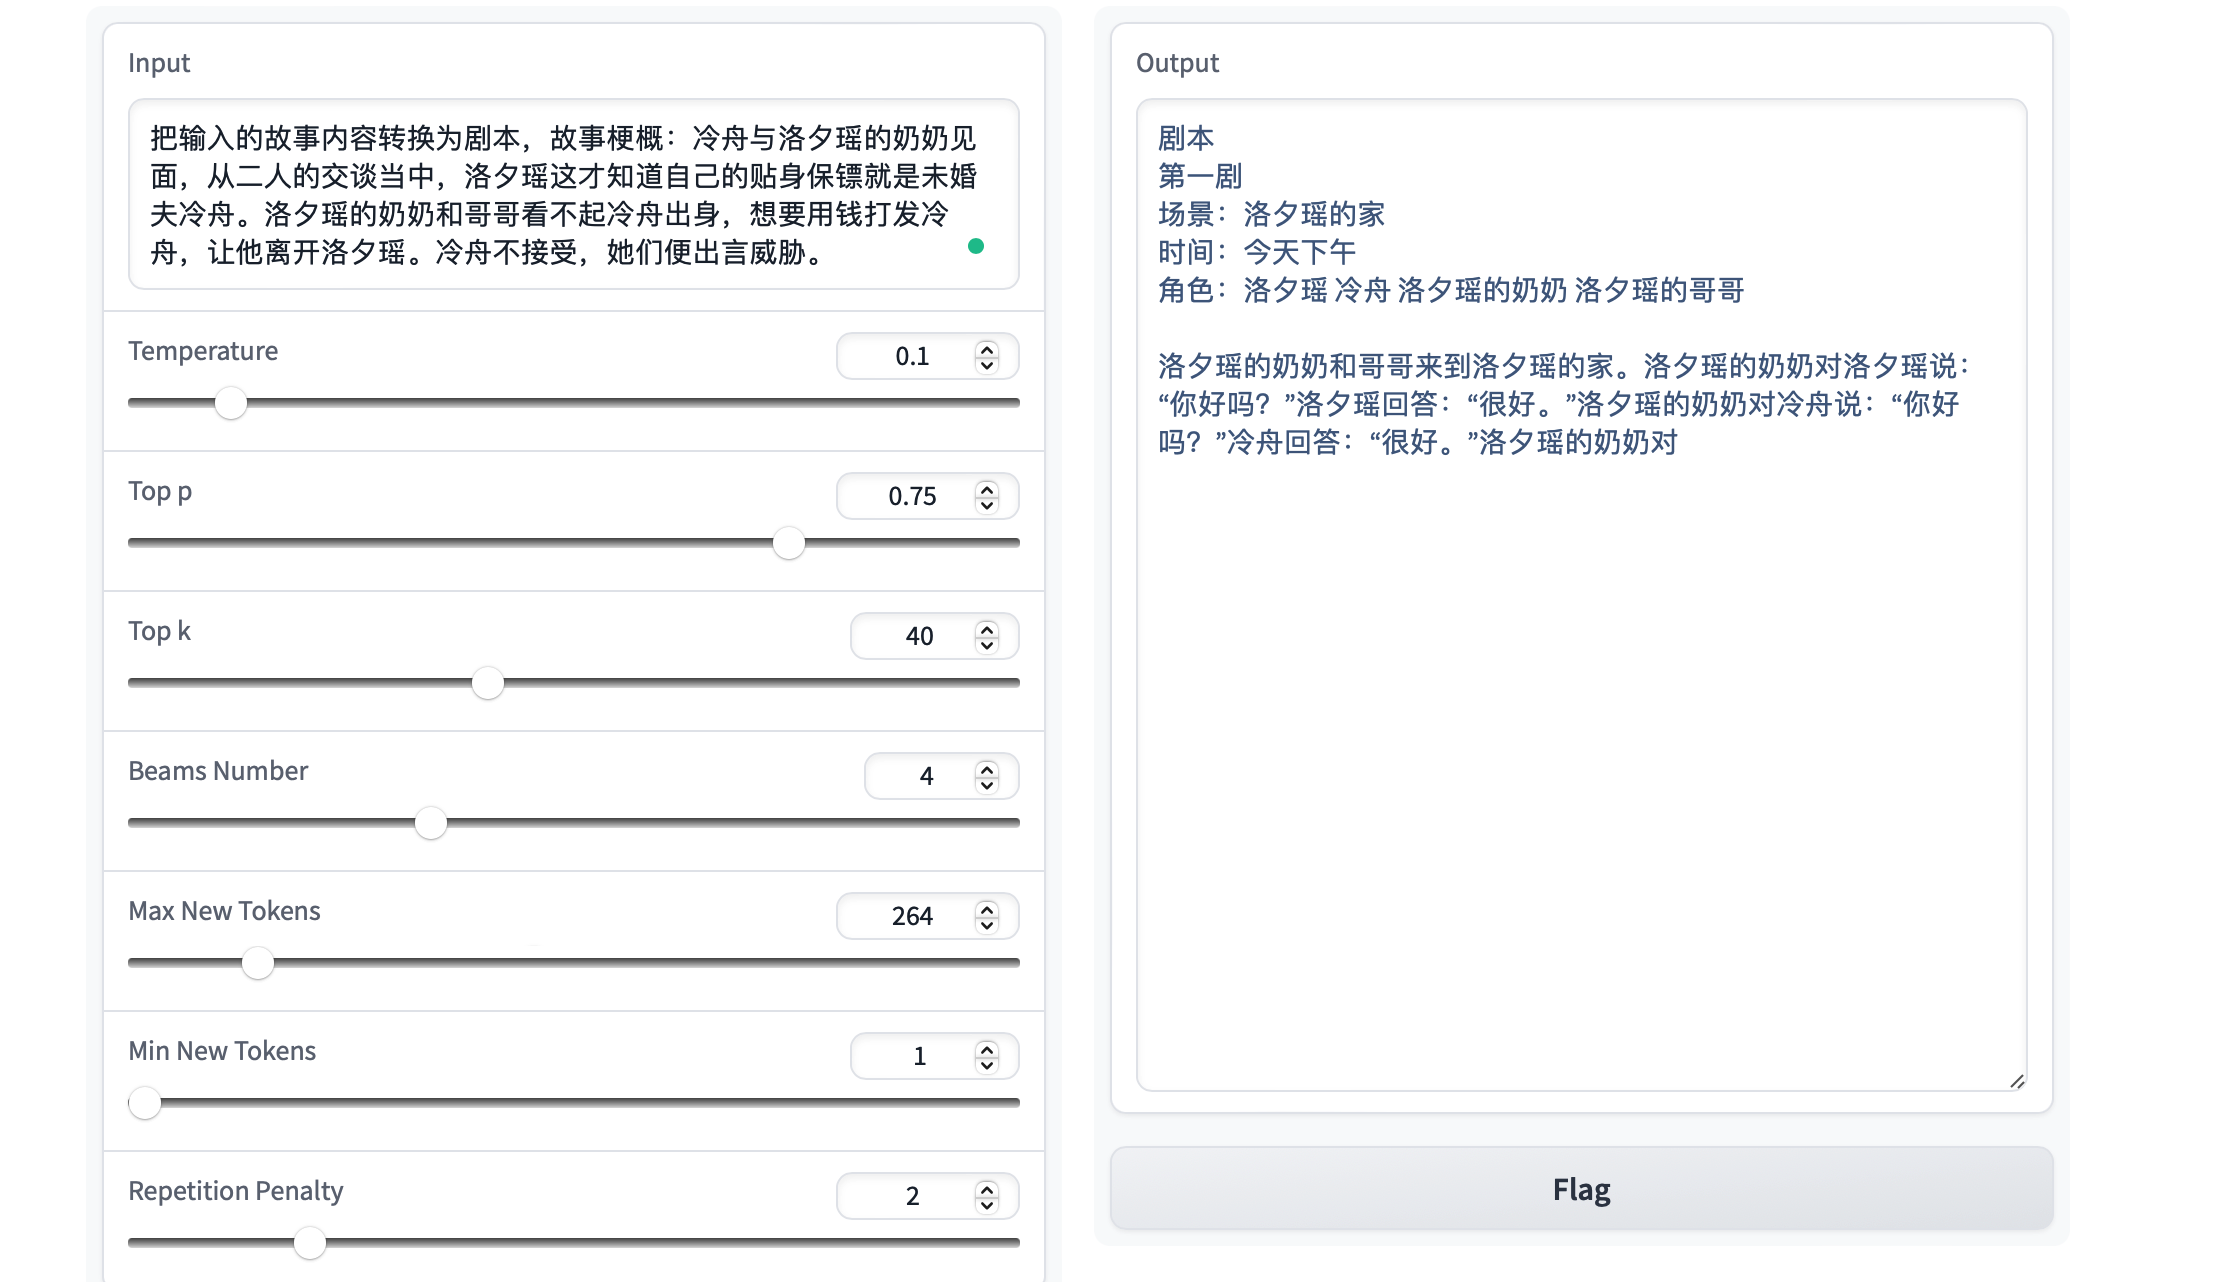 Input
把输入的故事内容转换为剧本，故事梗概：冷舟与洛夕瑶的奶奶见
面，从二人的交谈当中，洛夕瑶这才知道自己的贴身保镖就是未婚
夫冷舟。洛夕瑶的奶奶和哥哥看不起冷舟出身，想要用钱打发冷
舟，让他离开洛夕瑶。冷舟不接受，她们便出言威胁。
Temperature
0.1
Top p
0.75
Top k
40
Beams Number
4
Max New Tokens
264
Min New Tokens
1
Repetition Penalty
2
Output
剧本
第一剧
场景：洛夕瑶的家
时间：今天下午
角色：洛夕瑶 冷舟 洛夕瑶的奶奶 洛夕瑶的哥哥
洛夕瑶的奶奶和哥哥来到洛夕瑶的家。洛夕瑶的奶奶对洛夕瑶说：
“你好吗？”洛夕瑶回答：“很好。”洛夕瑶的奶奶对冷舟说：“你好
吗？”冷舟回答：“很好。”洛夕瑶的奶奶对
Flag